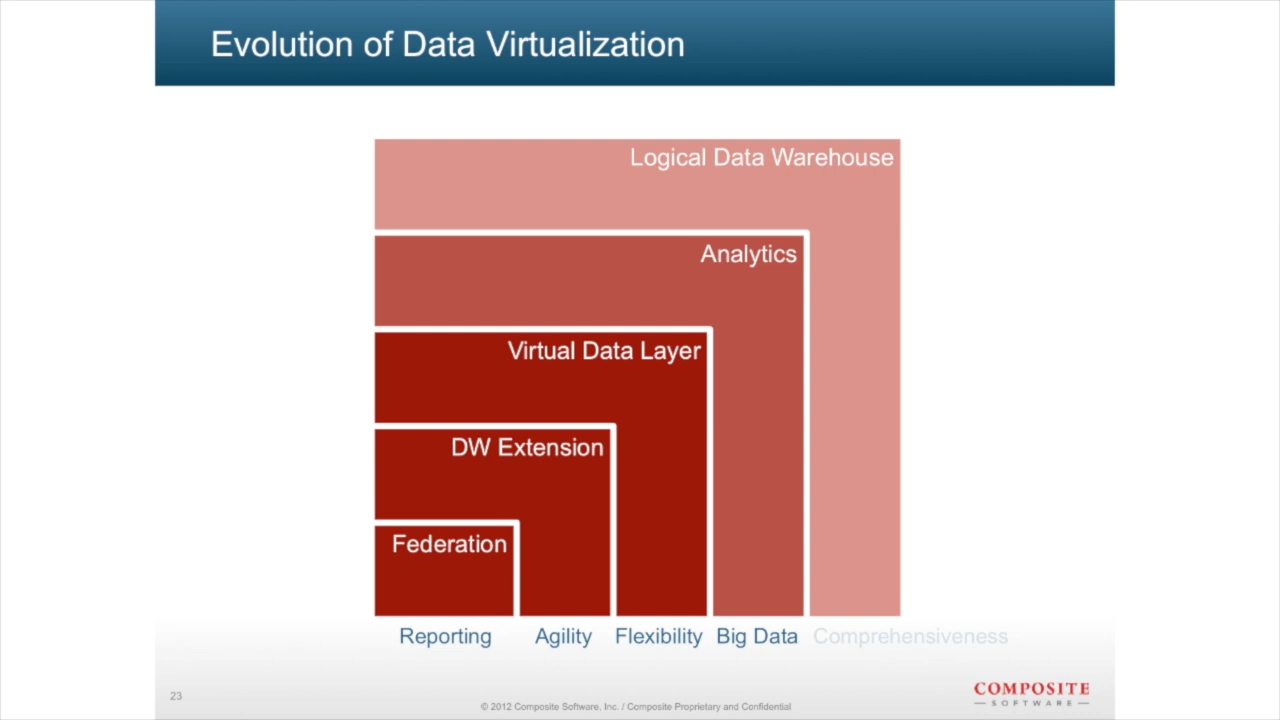 Evolution of Data Virtualization
Logical Data Warehouse
Analytics
Virtual Data Layer
DW Extension
Federation
Reporting Agility Flexibility Big Data Comprehensiveness
23
© 2012 Composite Software, Inc. / Composite Proprietary and Confidential
COMPOSITE
SOFTWARE